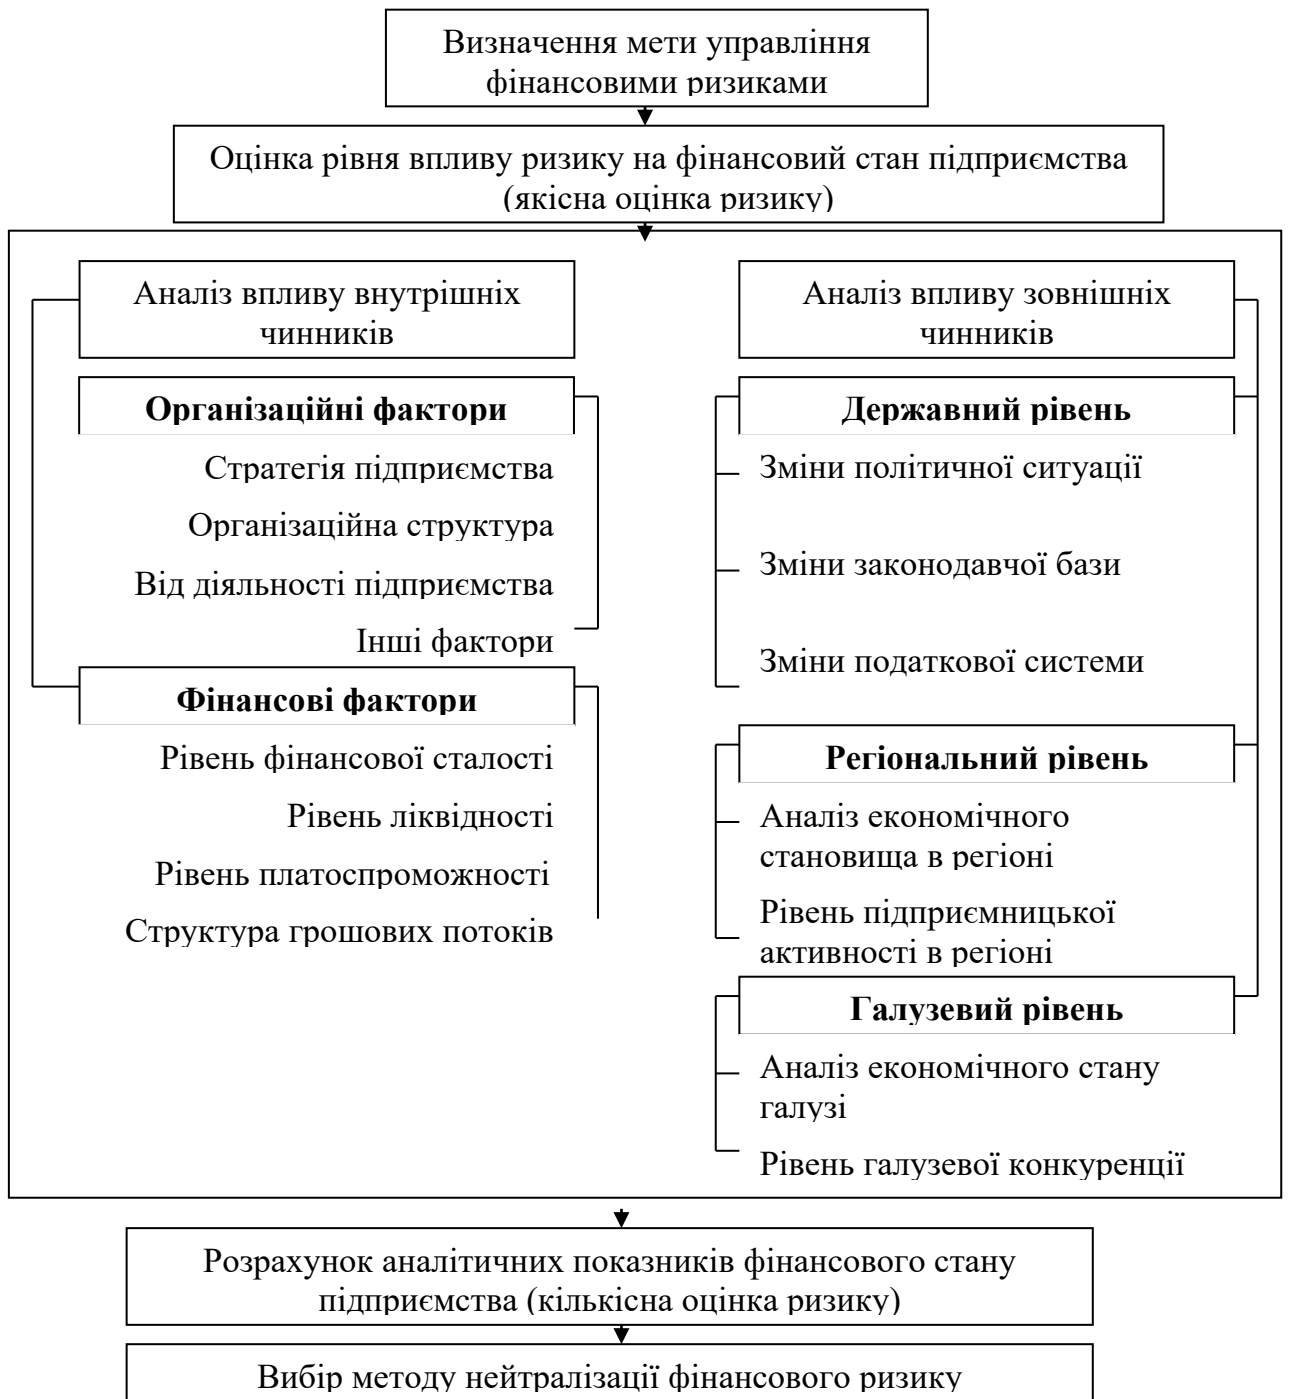 Визначення мети управління
фінансовими ризиками
Оцінка рівня впливу ризику на фінансовий стан підприємства
(якісна оцінка ризику)
Аналіз впливу внутрішніх
чинників
Організаційні фактори
Стратегія підприємства
Організаційна структура
Від діяльності підприємства
Інші фактори
Фінансові фактори
Рівень фінансової сталості
Рівень ліквідності
Рівень платоспроможності
Структура грошових потоків
Аналіз впливу зовнішніх
чинників
Державний рівень
Зміни політичної ситуації
Зміни законодавчої бази
Зміни податкової системи
Регіональний рівень
Аналіз економічного
становища в регіоні
Рівень підприємницької
активності в регіоні
Галузевий рівень
Аналіз економічного стану
галузі
Рівень галузевої конкуренції
Розрахунок аналітичних показників фінансового стану
підприємства (кількісна оцінка ризику)
Вибір методу нейтралізації фінансового ризику